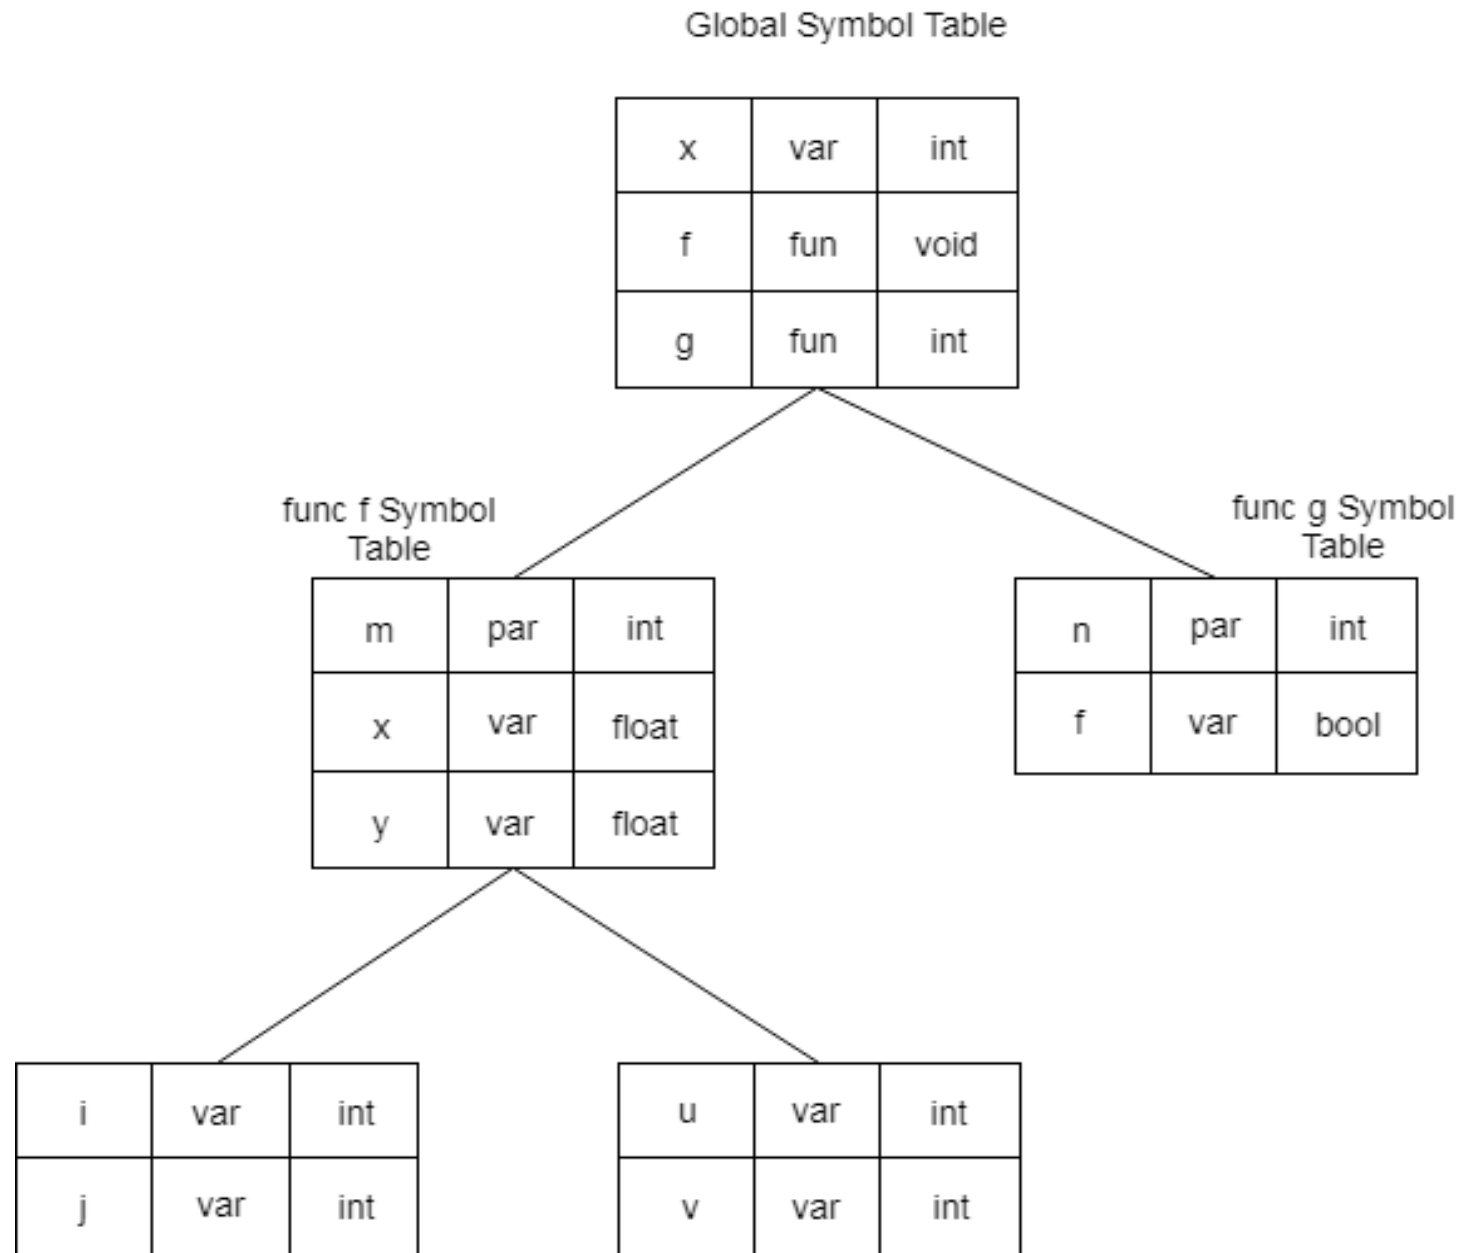 Global Symbol Table
x var int
f fun void
g fun int
func f Symbol
Table
m par int
x var float
y var float
func g Symbol
Table
n par int
f var bool
i var int
j var int
u var int
v var int